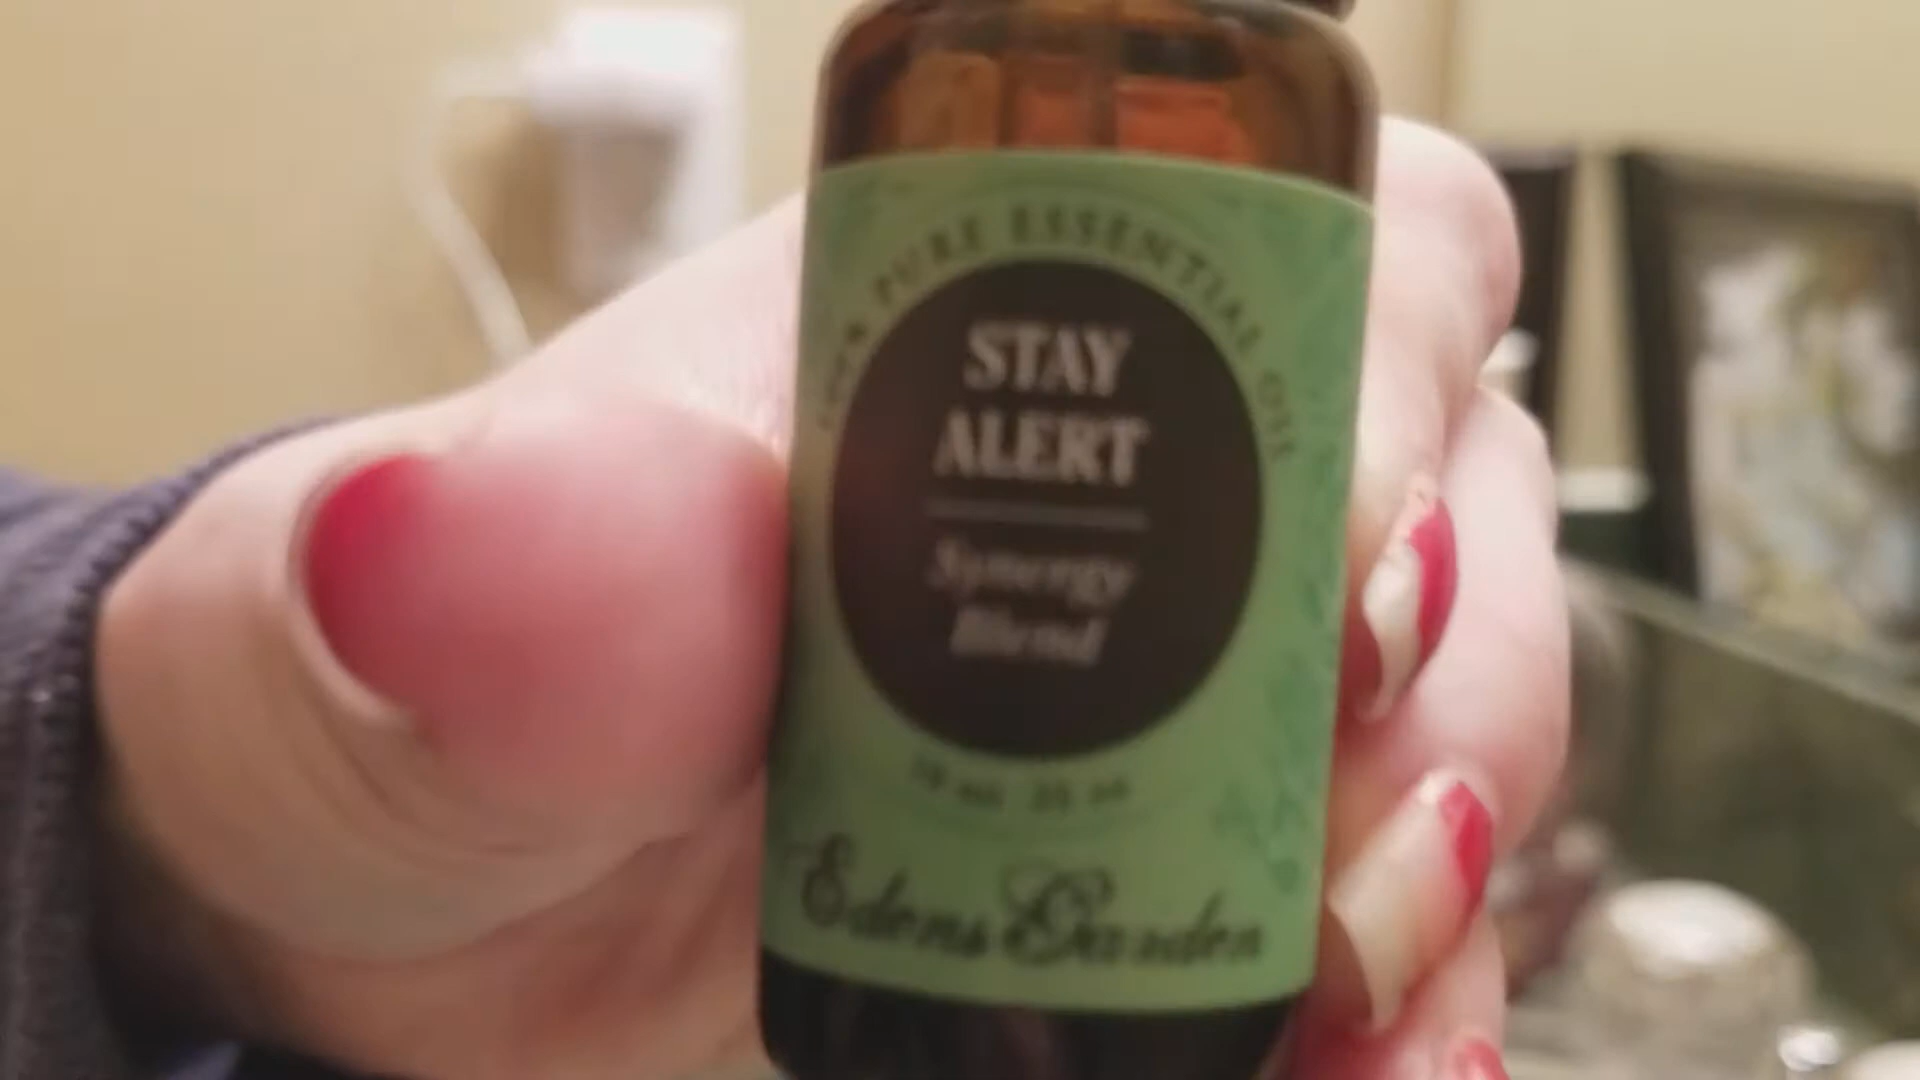 PURE ESSENTIAL OIL
STAY
ALERT
Synergy
Blend
Edens Garden